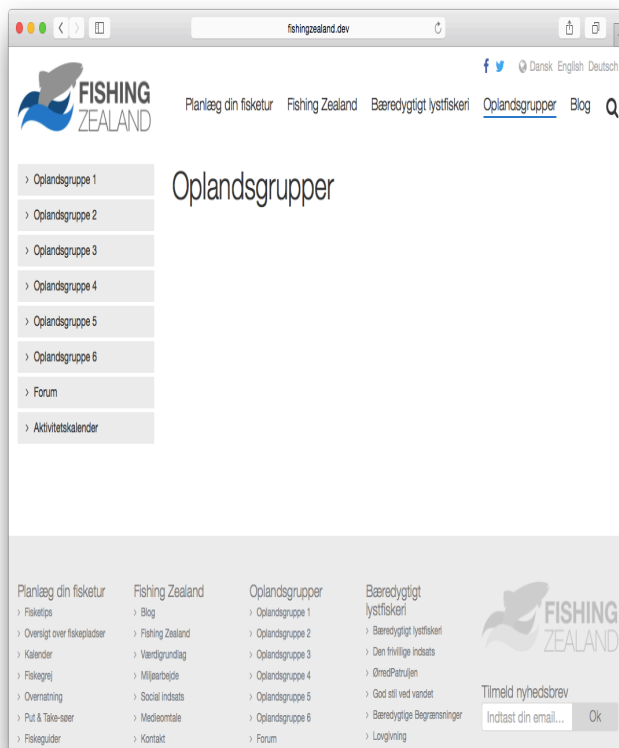 fishingzealand.dev
Dansk English Deutsch
FISHING
ZEALAND
Planlæg din fisketur Fishing Zealand Bæredygtigt lystfiskeri Oplandsgrupper Blog
> Oplandsgruppe 1
> Oplandsgruppe 2
> Oplandsgruppe 3
> Oplandsgruppe 4
> Oplandsgruppe 5
> Oplandsgruppe 6
> Forum
> Aktivitetskalender
Oplandsgrupper
Planlæg din fisketur
> Fisketips
> Oversigt over fiskepladser
> Kalender
> Fiskegrej
> Overnatning
> Put & Take-søer
> Fiskeguider
Fishing Zealand
> Blog
> Fishing Zealand
> Værdigrundlag
> Miljøarbejde
> Social indsats
> Medieomtale
> Kontakt
Oplandsgrupper
> Oplandsgruppe 1
> Oplandsgruppe 2
> Oplandsgruppe 3
> Oplandsgruppe 4
> Oplandsgruppe 5
> Oplandsgruppe 6
> Forum
Bæredygtigt
lystfiskeri
> Bæredygtigt lystfiskeri
> Den frivillige indsats
> ØrredPatruljen
> God stil ved vandet
> Bæredygtige Begrænsninger
> Lovgivning
FISHING
ZEALAND
Tilmeld nyhedsbrev
Indtast din email... Ok